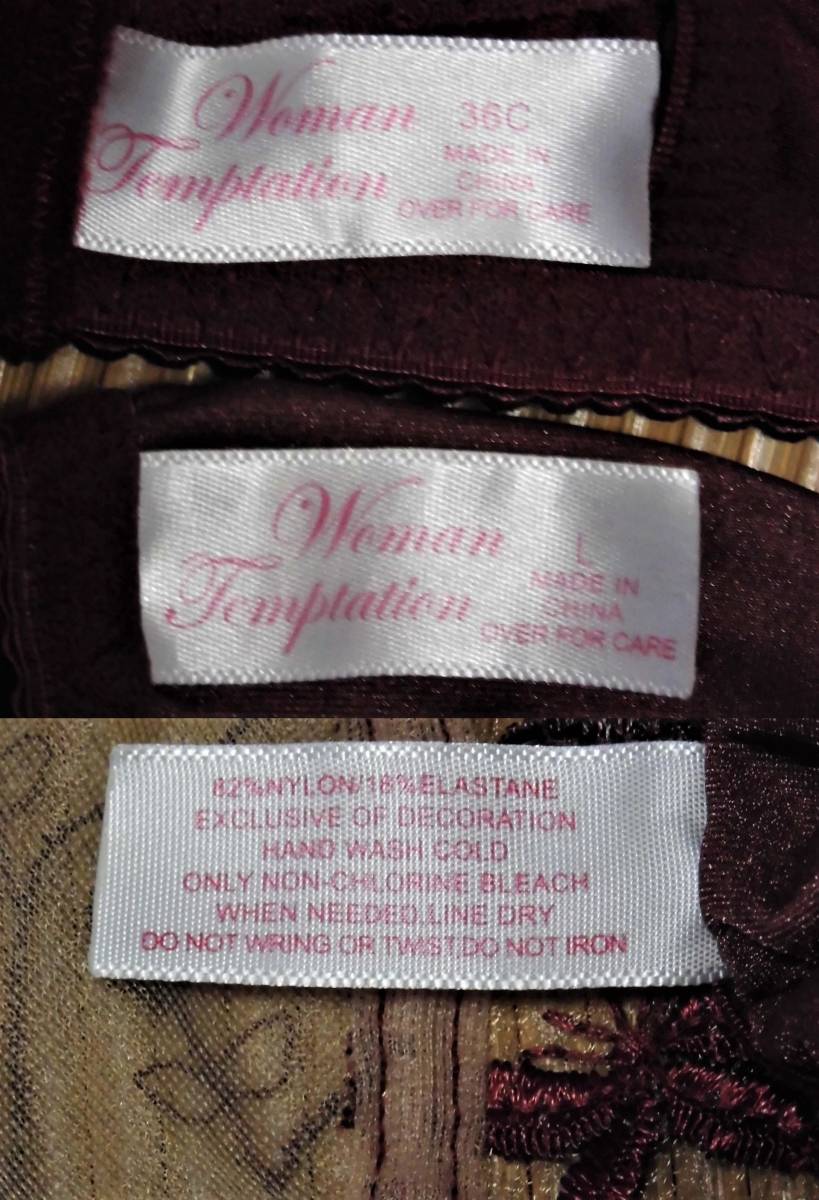 Woman
Temptation
36C
MADE IN
CHINA
OVER FOR CARE
Woman
Temptation
L
MADE IN
CHINA
OVER FOR CARE
82%NYLON/18%ELASTANE
EXCLUSIVE OF DECORATION
HAND WASH COLD
ONLY NON-CHLORINE BLEACH
WHEN NEEDED.LINE DRY
DO NOT WRING OR TWIST,DO NOT IRON